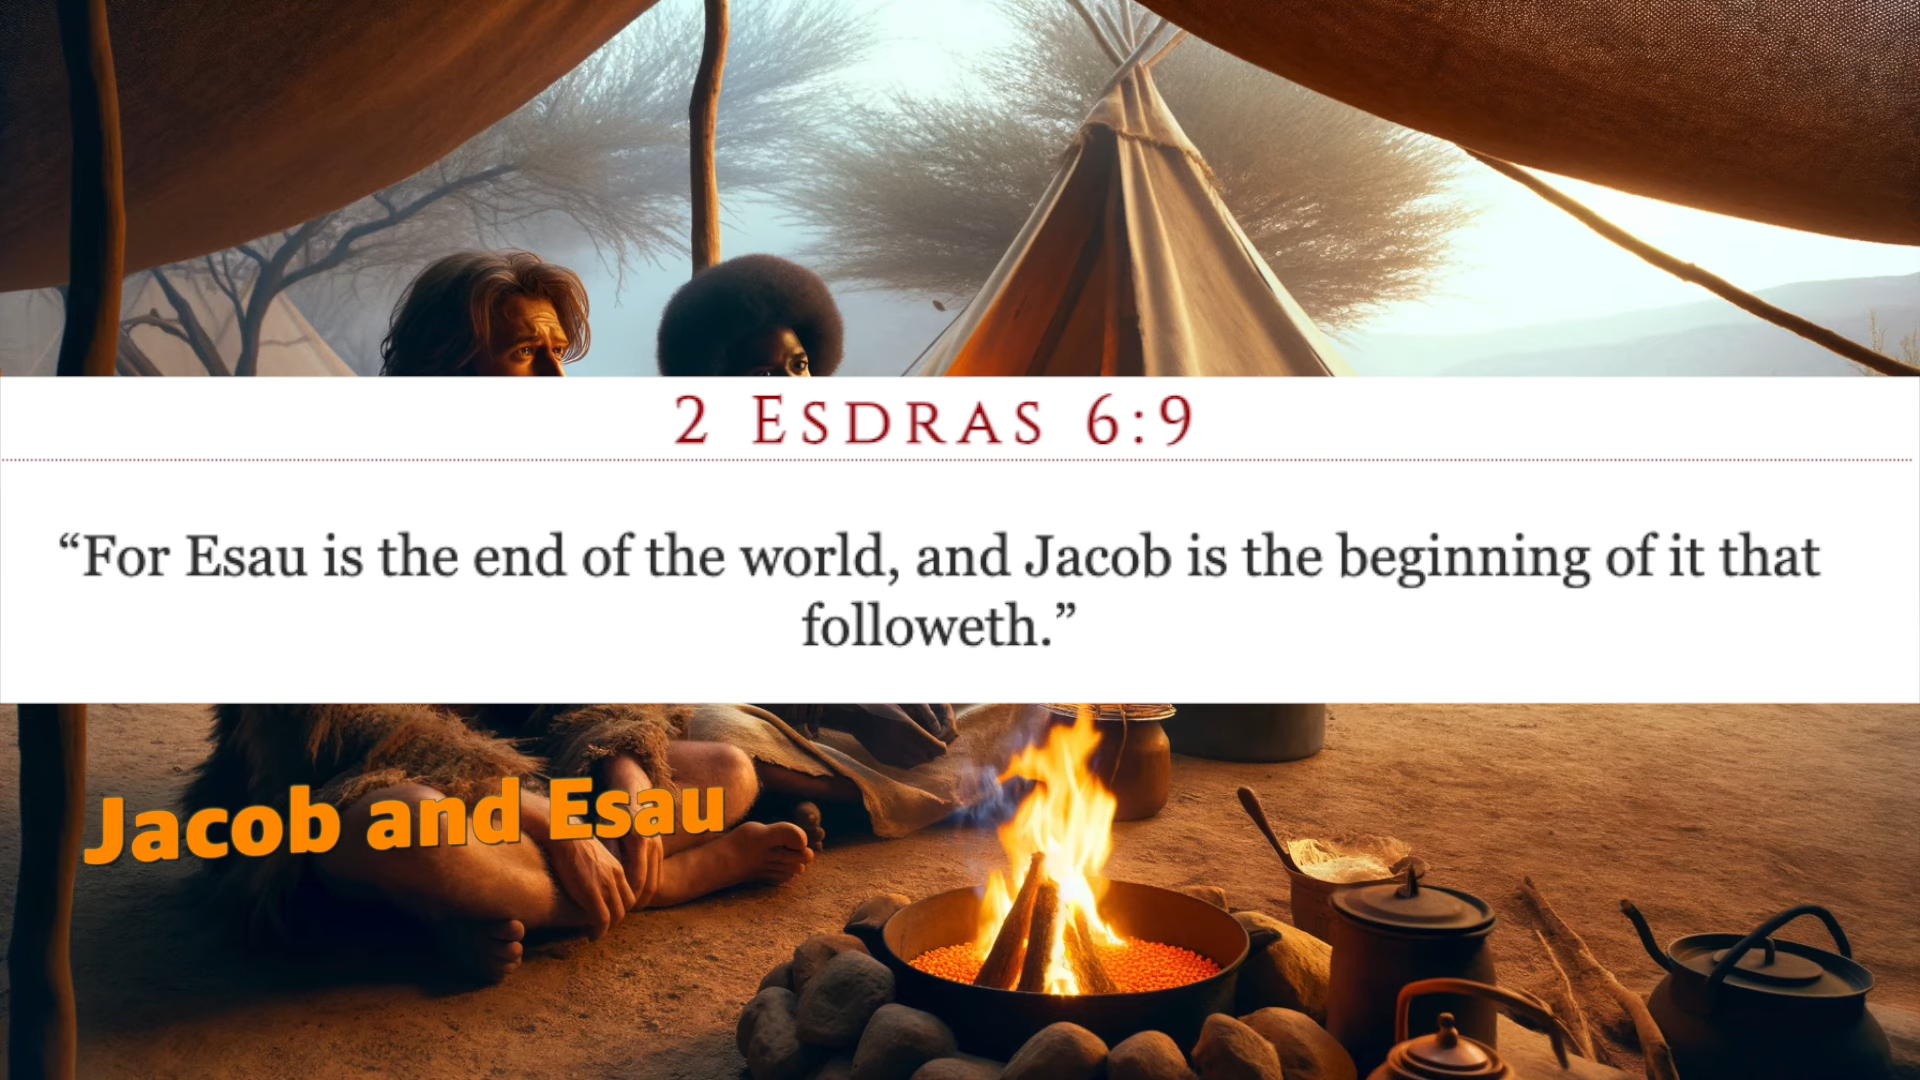 2 Esdras 6:9
“For Esau is the end of the world, and Jacob is the beginning of it that
followeth.”
Jacob and Esau